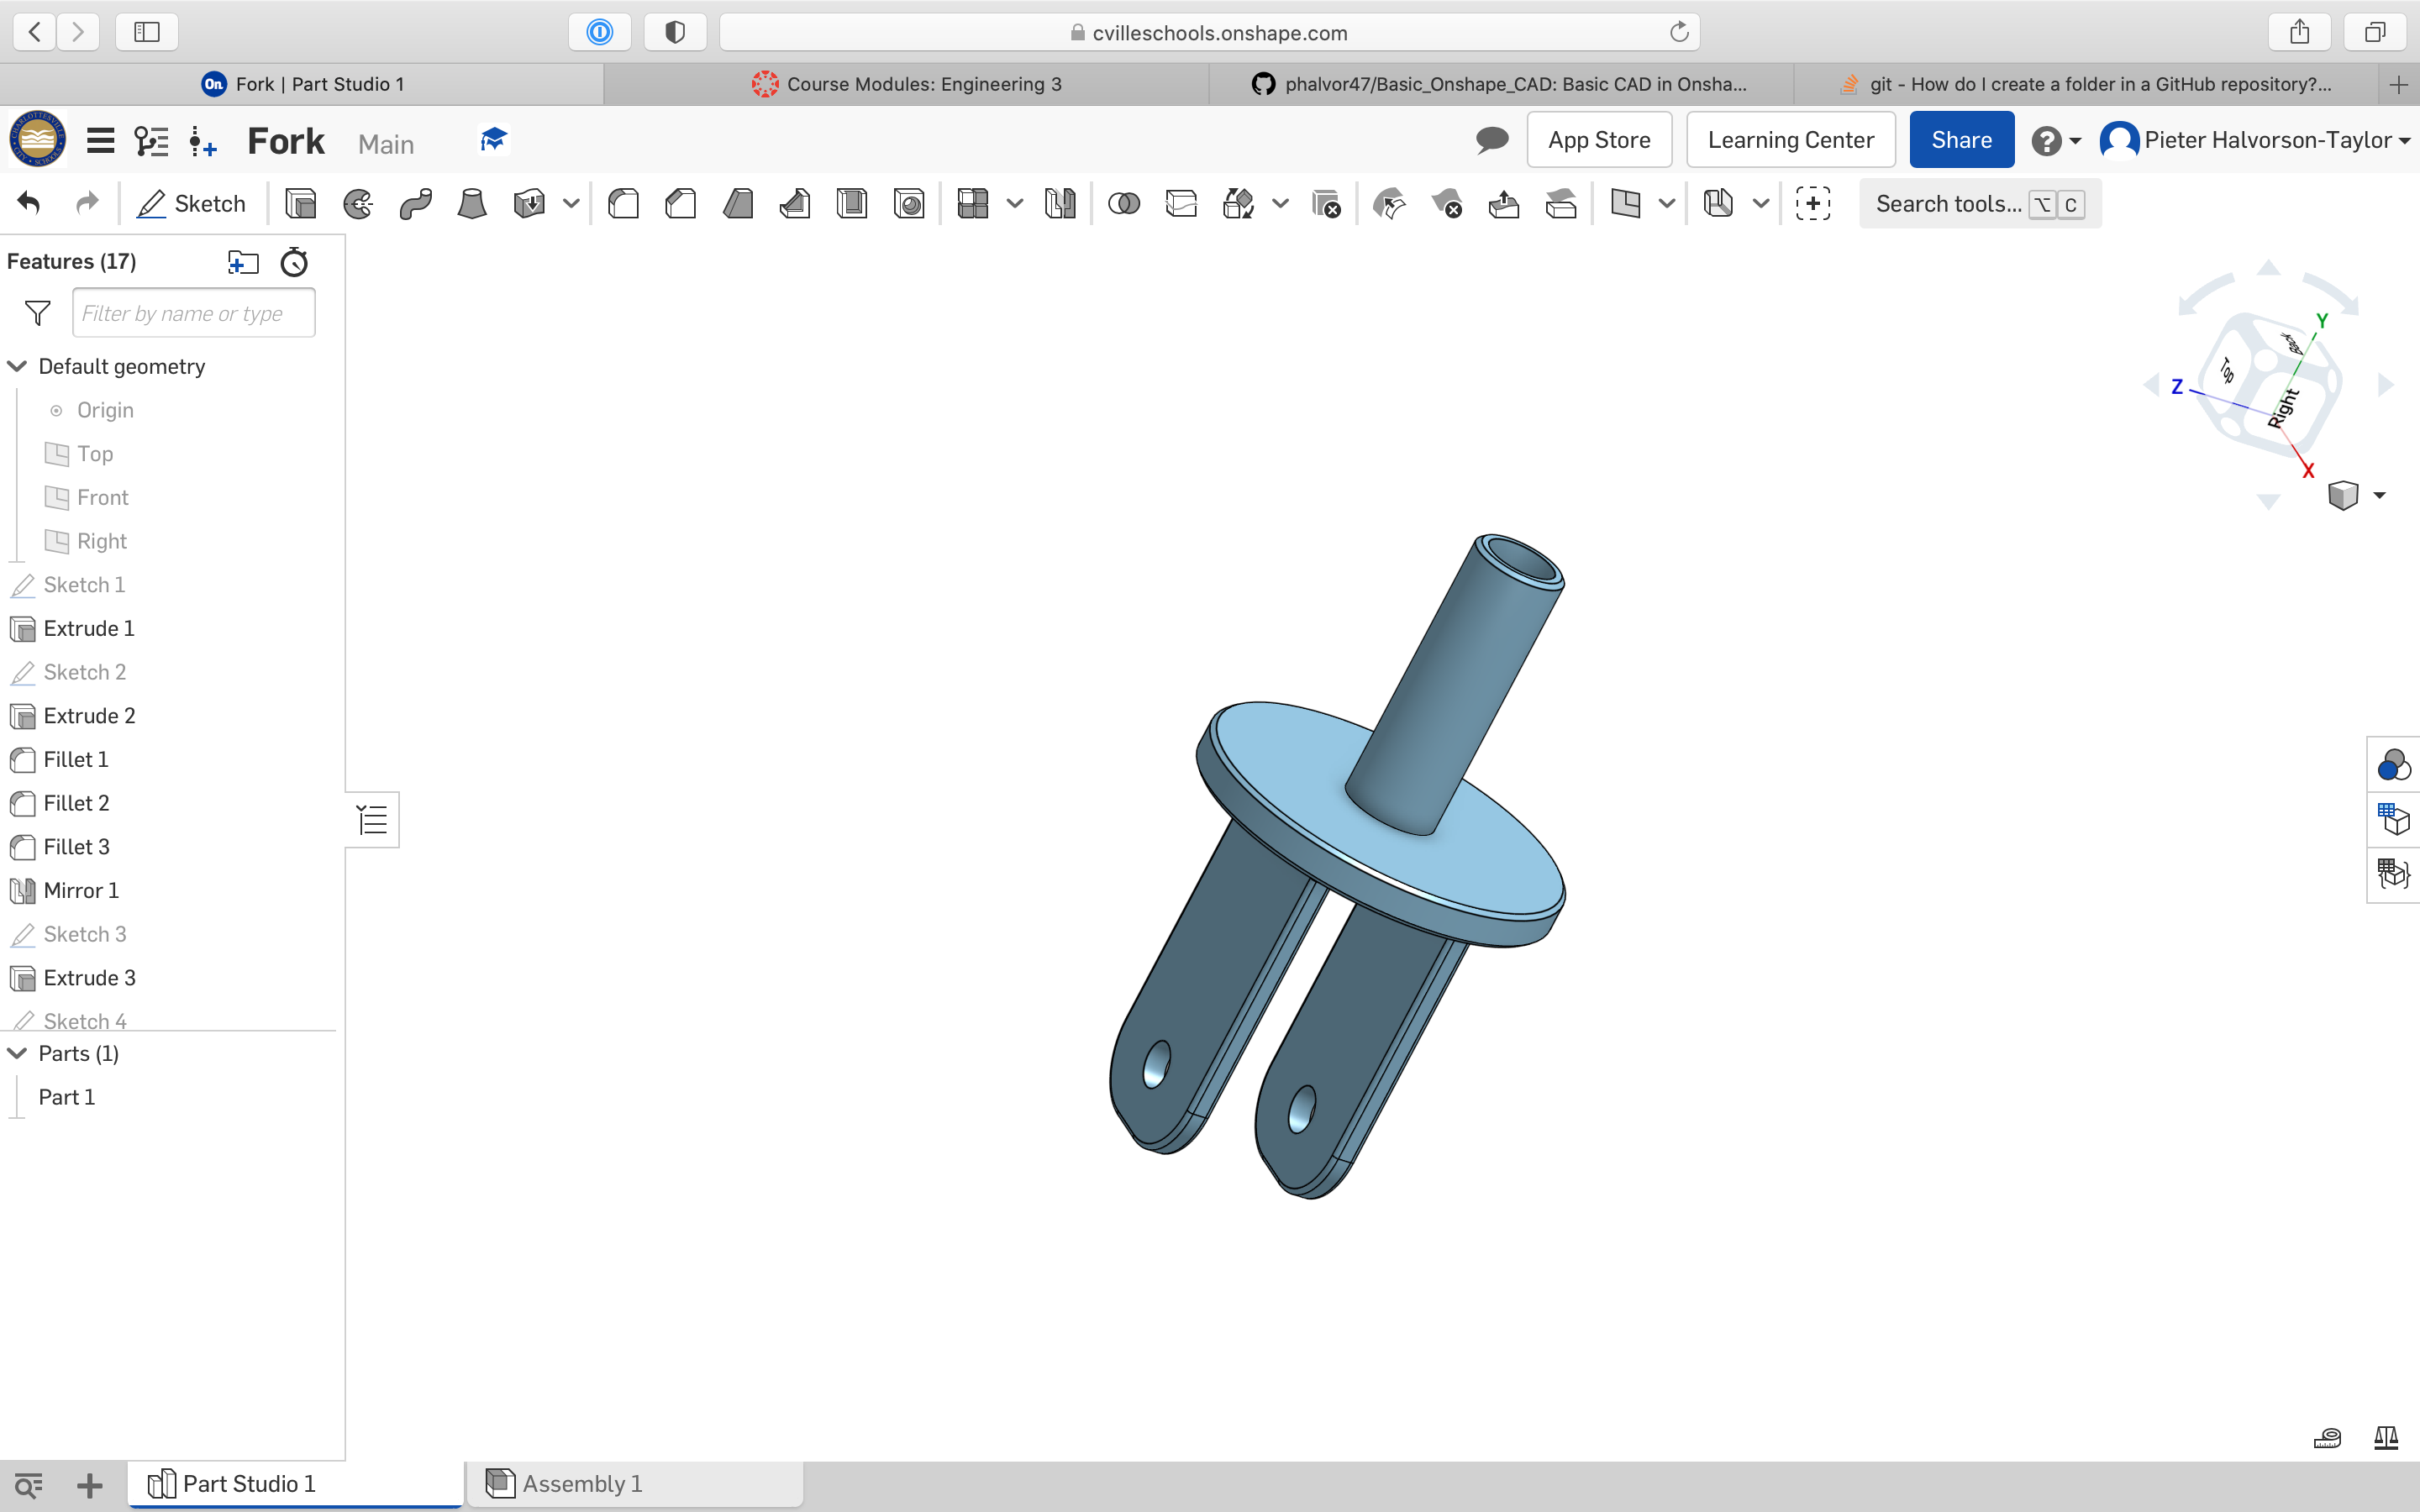 cvilleschools.onshape.com
On Fork | Part Studio 1
Course Modules: Engineering 3
phalvor47/Basic_Onshape_CAD: Basic CAD in Onsha...
git - How do I create a folder in a GitHub repository?...
Fork Main
App Store
Learning Center
Share
Pieter Halvorson-Taylor
Sketch
Search tools... ⌥ C
Features (17)
Filter by name or type
Default geometry
Origin
Top
Front
Right
Sketch 1
Extrude 1
Sketch 2
Extrude 2
Fillet 1
Fillet 2
Fillet 3
Mirror 1
Sketch 3
Extrude 3
Sketch 4
Parts (1)
Part 1
Y
Back
Top
Z
Right
X
Part Studio 1
Assembly 1